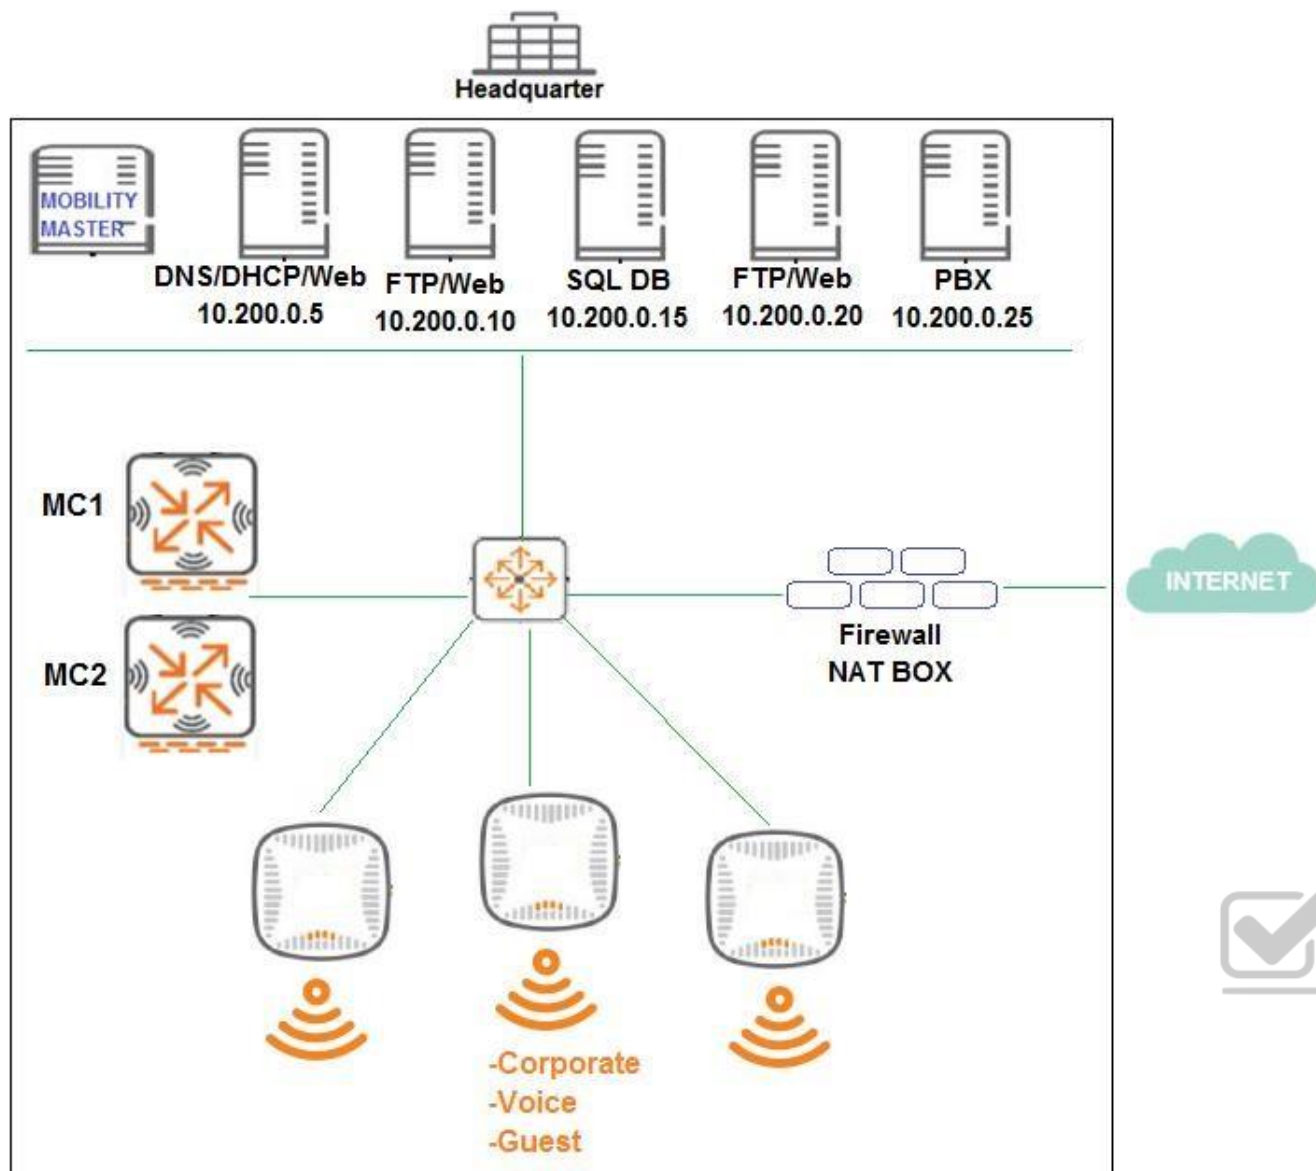 Headquarter
MOBILITY
MASTER
DNS/DHCP/Web
10.200.0.5
FTP/Web
10.200.0.10
SQL DB
10.200.0.15
FTP/Web
10.200.0.20
PBX
10.200.0.25
MC1
MC2
Firewall
NAT BOX
INTERNET
-Corporate
-Voice
-Guest